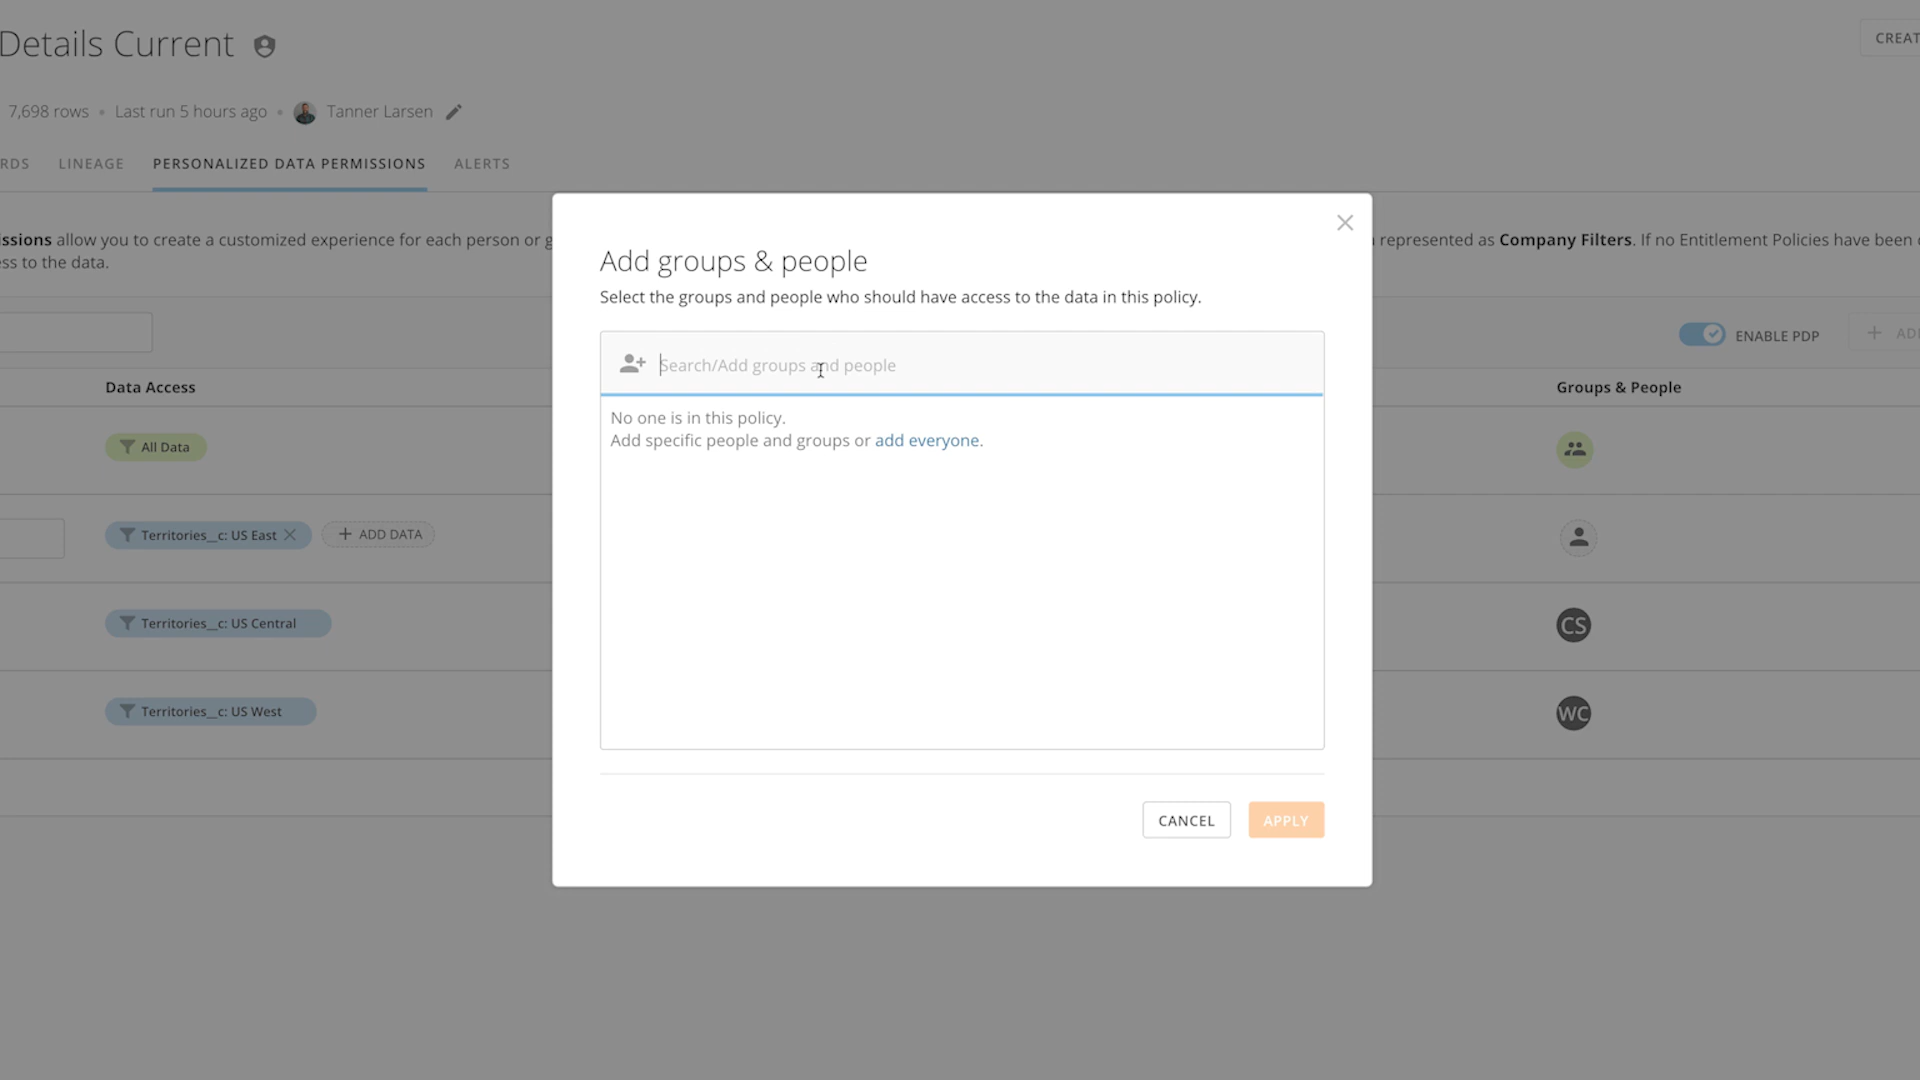 Details Current
CREAT
7,698 rows • Last run 5 hours ago • Tanner Larsen
RDS LINEAGE PERSONALIZED DATA PERMISSIONS ALERTS
ssions allow you to create a customized experience for each person or g
represented as Company Filters. If no Entitlement Policies have been
ss to the data.
ENABLE PDP
+ AD
Data Access
Groups & People
All Data
Territories__c: US East
+ ADD DATA
Territories__c: US Central
CS
Territories__c: US West
WC
Add groups & people
Select the groups and people who should have access to the data in this policy.
Search/Add groups and people
No one is in this policy.
Add specific people and groups or add everyone.
CANCEL
APPLY